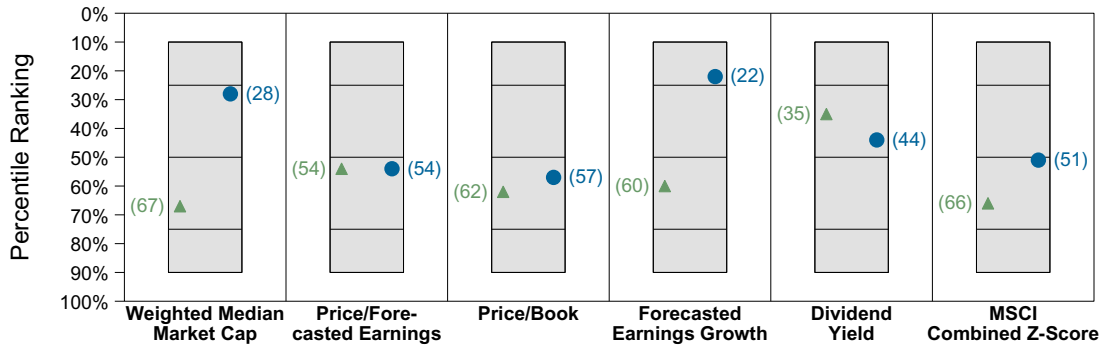 Percentile Ranking
0%
10%
20%
30%
40%
50%
60%
70%
80%
90%
100%
(67)
(28)
(54)
(54)
(62)
(57)
(60)
(22)
(35)
(44)
(66)
(51)
Weighted Median
Market Cap
Price/Fore-
casted Earnings
Price/Book
Forecasted
Earnings Growth
Dividend
Yield
MSCI
Combined Z-Score